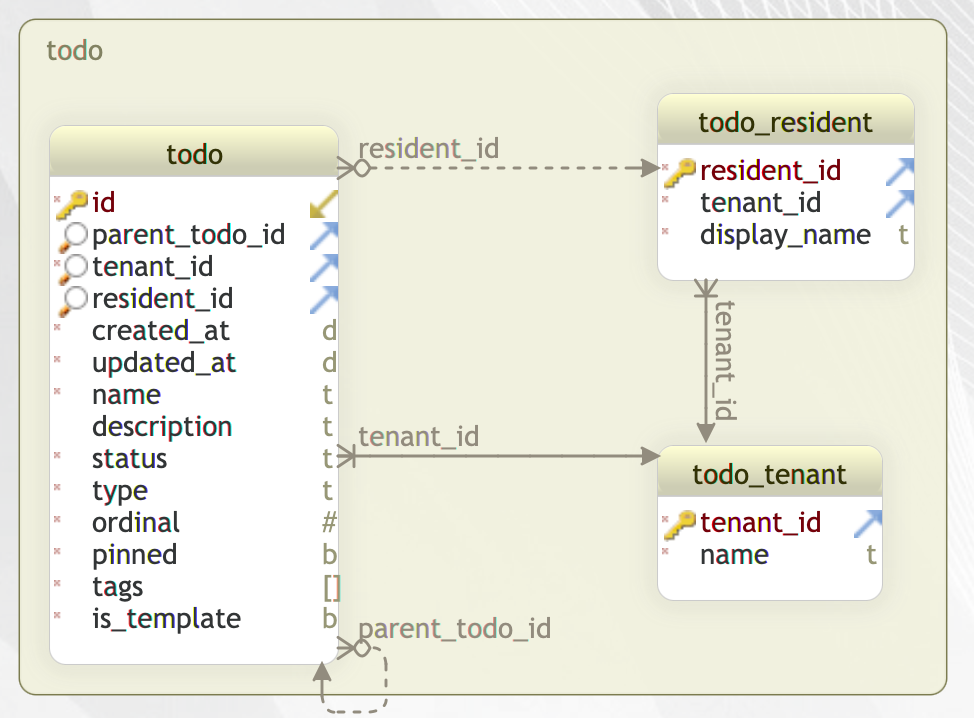 todo
todo
id
parent_todo_id
tenant_id
resident_id
created_at d
updated_at d
name t
description t
status t
type t
ordinal #
pinned b
tags []
is_template b
resident_id
tenant_id
parent_todo_id
todo_resident
resident_id
tenant_id
display_name t
tenant_id
todo_tenant
tenant_id
name t